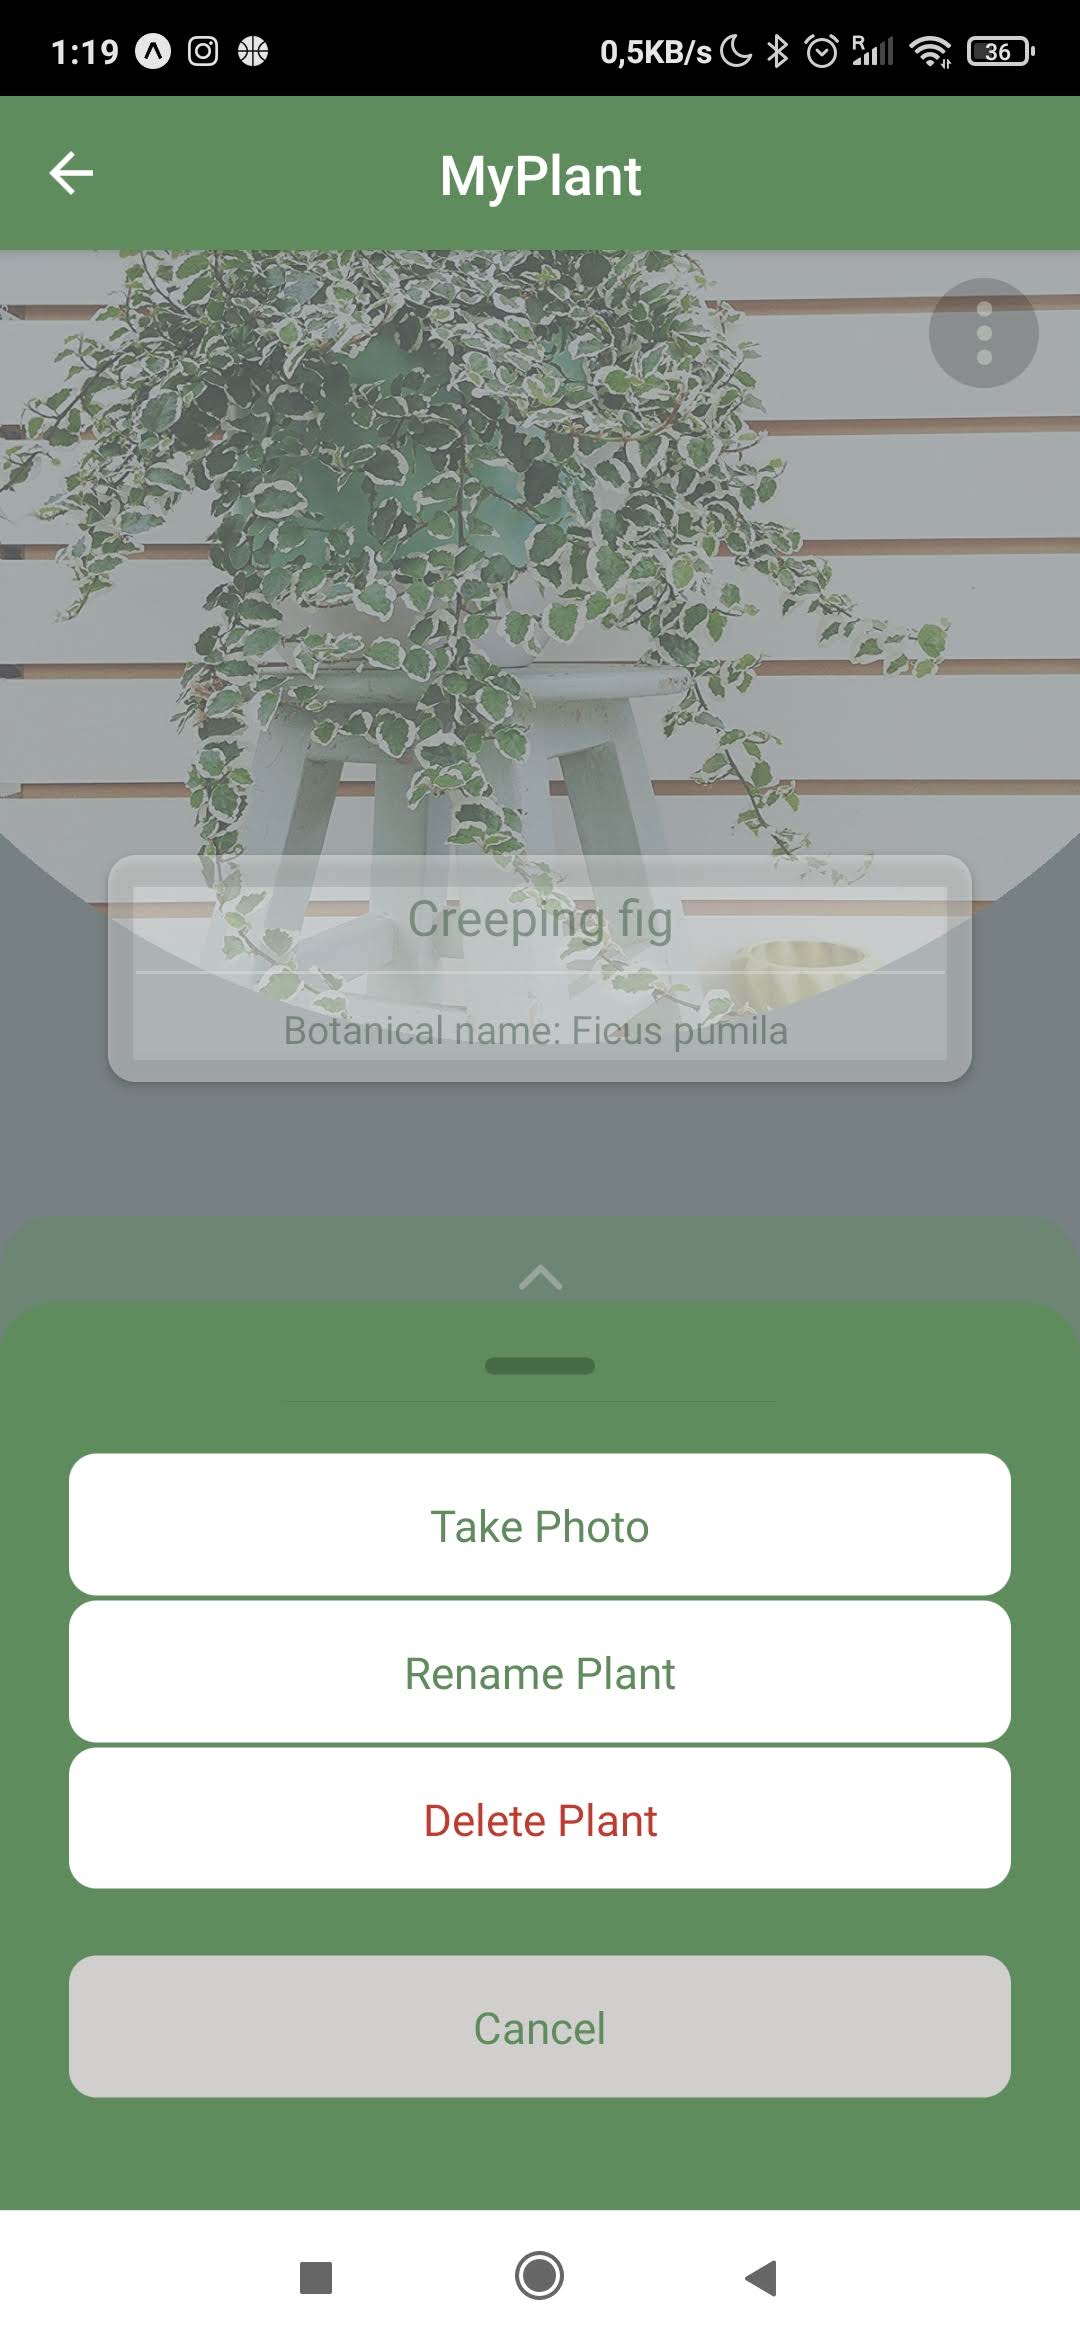 1:19 0,5KB/s R 36
MyPlant
Creeping fig
Botanical name: Ficus pumila
Take Photo
Rename Plant
Delete Plant
Cancel